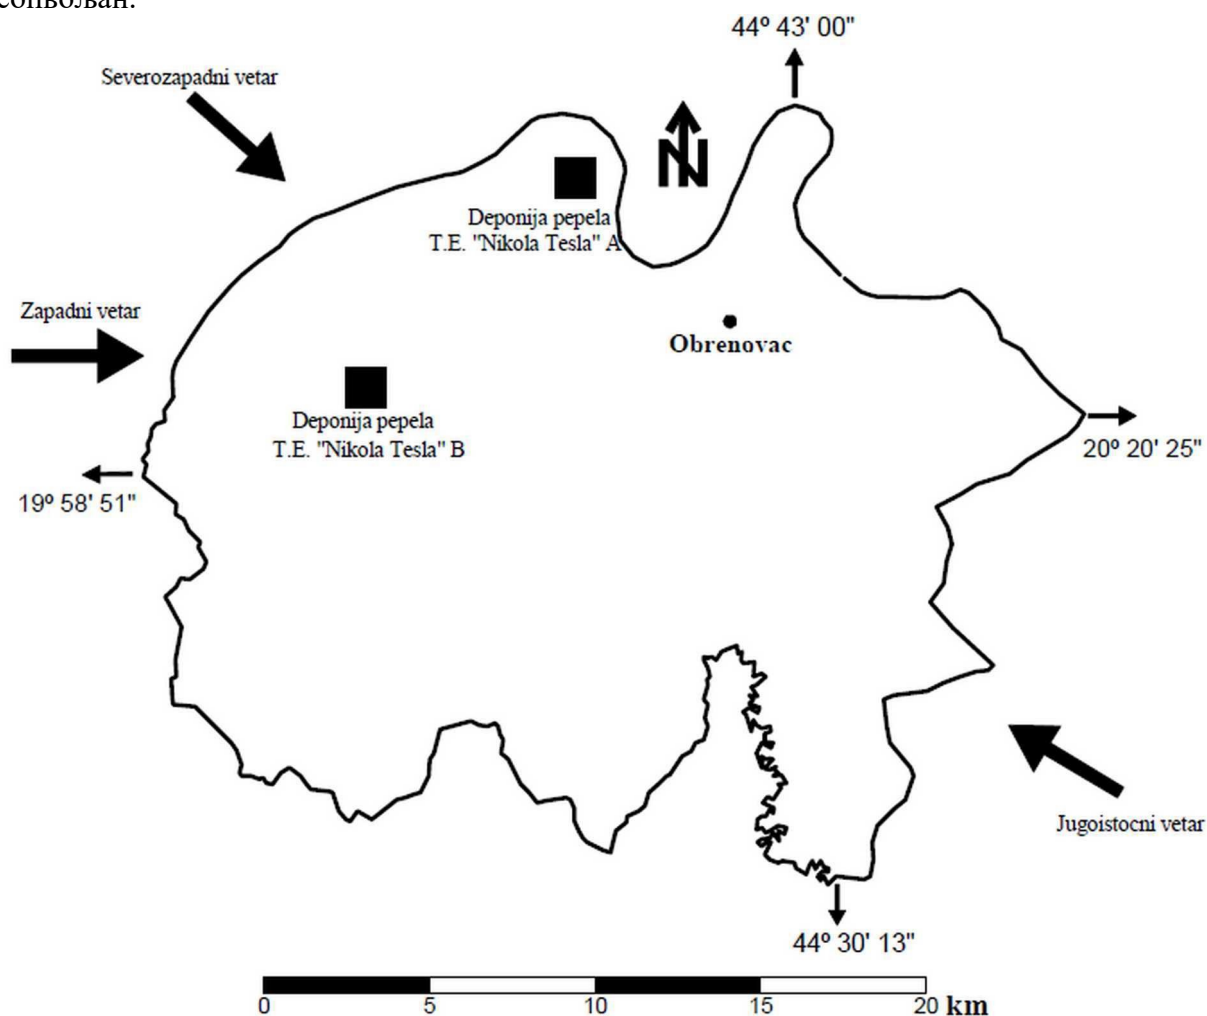 44º 43' 00"
Severozapadni vetar
N
Deponija pepela
T.E. "Nikola Tesla" A
Zapadni vetar
Obrenovac
Deponija pepela
T.E. "Nikola Tesla" B
20º 20' 25"
19º 58' 51"
Jugoistocni vetar
44º 30' 13"
0 5 10 15 20 km